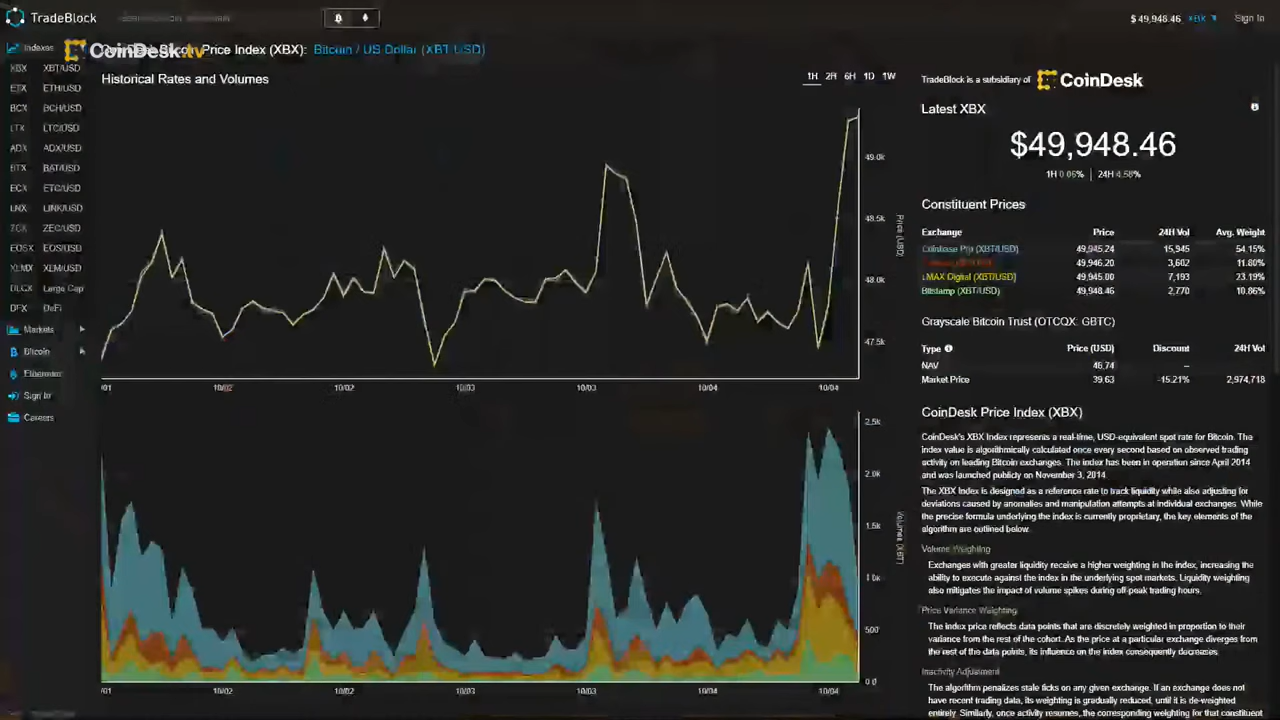 TradeBlock
$ 49,948.46 XBX
Sign In
CoinDesk.tv
Price Index (XBX): Bitcoin / US Dollar (XBT USD)
Historical Rates and Volumes
1H 2H 6H 1D 1W
Indexes
XBX XBT/USD
ETX ETH/USD
BCX BCH/USD
LTX LTC/USD
ADX ADX/USD
BTX BAT/USD
ECX ETC/USD
LNX LINK/USD
ZCX ZEC/USD
EOSX EOS/USD
XLMX XLM/USD
DLCX Large Cap
DFX DeFi
Markets
Bitcoin
Ethereum
Sign In
Careers
49.0k
48.5k
48.0k
47.5k
Price (USD)
/01 10/02 10/02 10/03 10/03 10/04 10/04
2.5k
2.0k
1.5k
1.0k
500
0.0
Volumes (XBT)
/01 10/02 10/02 10/03 10/03 10/04 10/04
TradeBlock is a subsidiary of CoinDesk
Latest XBX
$49,948.46
1H 0.06% | 24H 4.58%
Constituent Prices
Exchange Price 24H Vol Avg. Weight
Coinbase Pro (XBT/USD) 49,945.24 15,945 54.15%
49,946.20 3,602 11.80%
LMAX Digital (XBT/USD) 49,945.00 7,193 23.19%
Bitstamp (XBT/USD) 49,948.46 2,770 10.86%
Grayscale Bitcoin Trust (OTCQX: GBTC)
Type Price (USD) Discount 24H Vol
NAV 46.74 –
Market Price 39.63 -15.21% 2,974,718
CoinDesk Price Index (XBX)
CoinDesk's XBX Index represents a real-time, USD-equivalent spot rate for Bitcoin. The
index value is algorithmically calculated once every second based on observed trading
activity on leading Bitcoin exchanges. The index has been in operation since April 2014
and was launched publicly on November 3, 2014
The XBX Index is designed as a reference rate to track liquidity while also adjusting for
deviations caused by anomalies and manipulation attempts at individual exchanges. While
the precise formula underlying the index is currently proprietary, the key elements of the
algorithm are outlined below.
Volume Weighting
Exchanges with greater liquidity receive a higher weighting in the index, increasing the
ability to execute against the index in the underlying spot markets. Liquidity weighting
also mitigates the impact of volume spikes during off-peak trading hours.
Price Variance Weighting
The index price reflects data points that are discretely weighted in proportion to their
variance from the rest of the cohort. As the price at a particular exchange diverges from
the rest of the data points, its influence on the index consequently decreases.
Inactivity Adjustment
The algorithm penalizes stale ticks on any given exchange. If an exchange does not
have recent trading data, its weighting is gradually reduced, until it is de-weighted
entirely. Similarly, once activity resumes, the corresponding weighting for that constituent